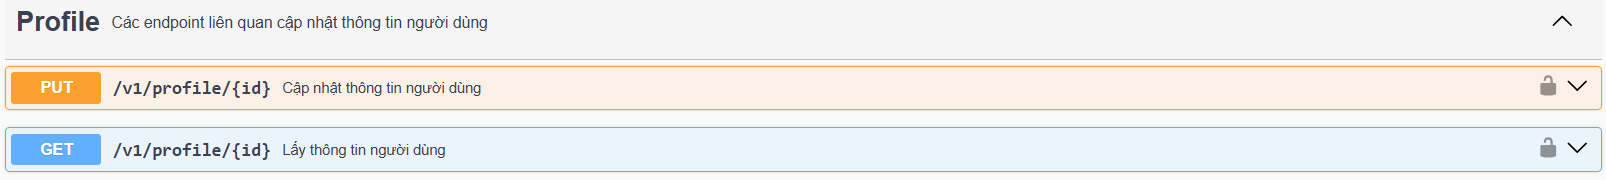 Profile Các endpoint liên quan cập nhật thông tin người dùng
PUT /v1/profile/{id} Cập nhật thông tin người dùng
GET /v1/profile/{id} Lấy thông tin người dùng